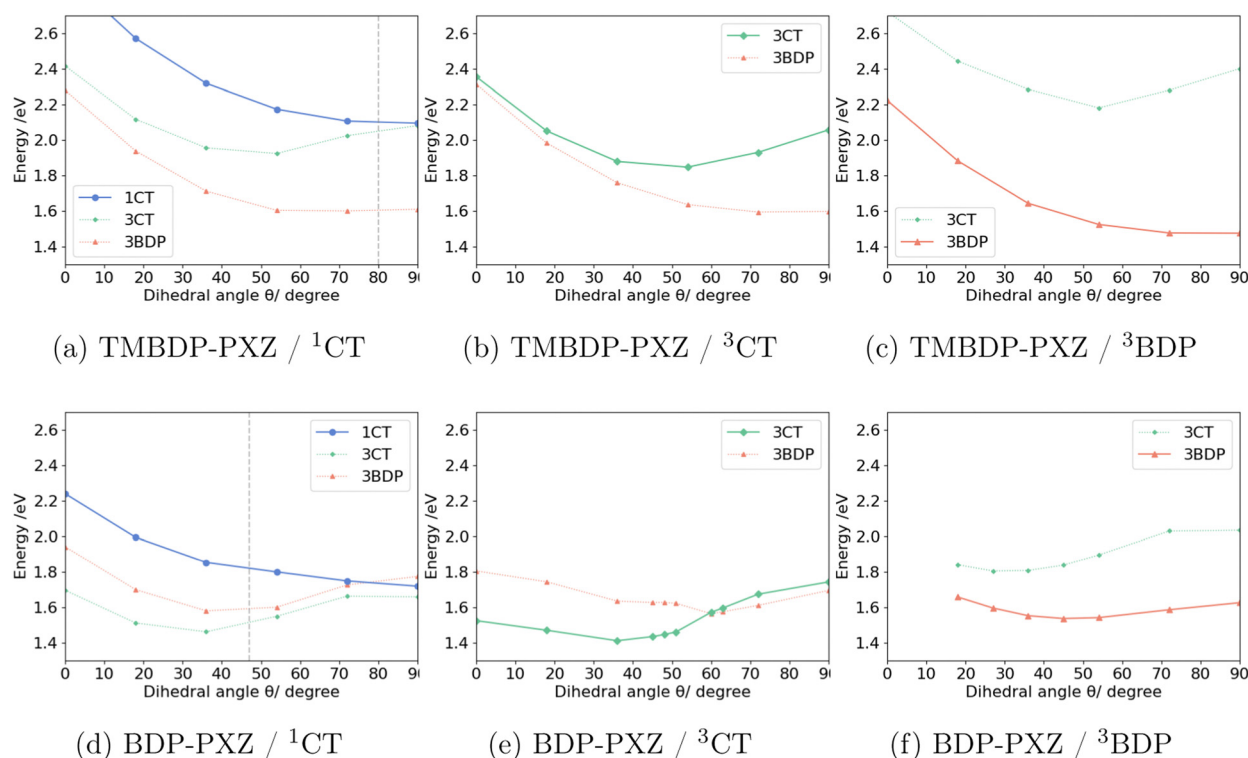 2.6
2.4
2.2
2.0
1.8
1.6
1.4
Energy /eV
1CT
3CT
3BDP
0 10 20 30 40 50 60 70 80 90
Dihedral angle θ/ degree
(a) TMBDP-PXZ / ¹CT
2.6
2.4
2.2
2.0
1.8
1.6
1.4
Energy /eV
3CT
3BDP
0 10 20 30 40 50 60 70 80 90
Dihedral angle θ/ degree
(b) TMBDP-PXZ / ³CT
2.6
2.4
2.2
2.0
1.8
1.6
1.4
Energy /eV
3CT
3BDP
0 10 20 30 40 50 60 70 80 90
Dihedral angle θ/ degree
(c) TMBDP-PXZ / ³BDP
2.6
2.4
2.2
2.0
1.8
1.6
1.4
Energy /eV
1CT
3CT
3BDP
0 10 20 30 40 50 60 70 80 90
Dihedral angle θ/ degree
(d) BDP-PXZ / ¹CT
2.6
2.4
2.2
2.0
1.8
1.6
1.4
Energy /eV
3CT
3BDP
0 10 20 30 40 50 60 70 80 90
Dihedral angle θ/ degree
(e) BDP-PXZ / ³CT
2.6
2.4
2.2
2.0
1.8
1.6
1.4
Energy /eV
3CT
3BDP
0 10 20 30 40 50 60 70 80 90
Dihedral angle θ/ degree
(f) BDP-PXZ / ³BDP